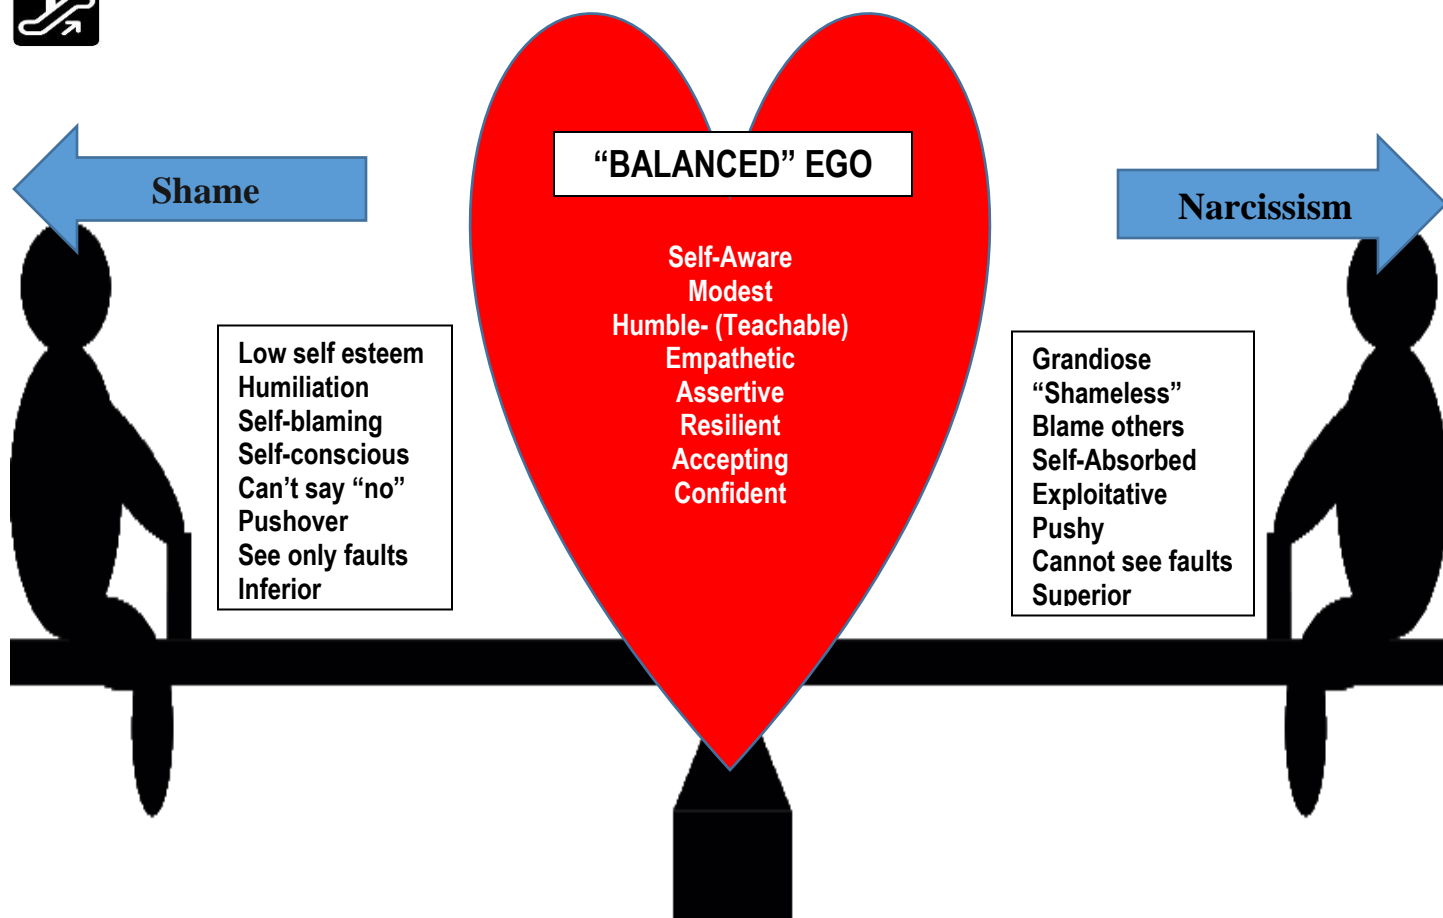 “BALANCED” EGO
Shame
Narcissism
Self-Aware
Modest
Humble- (Teachable)
Empathetic
Assertive
Resilient
Accepting
Confident
Low self esteem
Humiliation
Self-blaming
Self-conscious
Can’t say “no”
Pushover
See only faults
Inferior
Grandiose
“Shameless”
Blame others
Self-Absorbed
Exploitative
Pushy
Cannot see faults
Superior